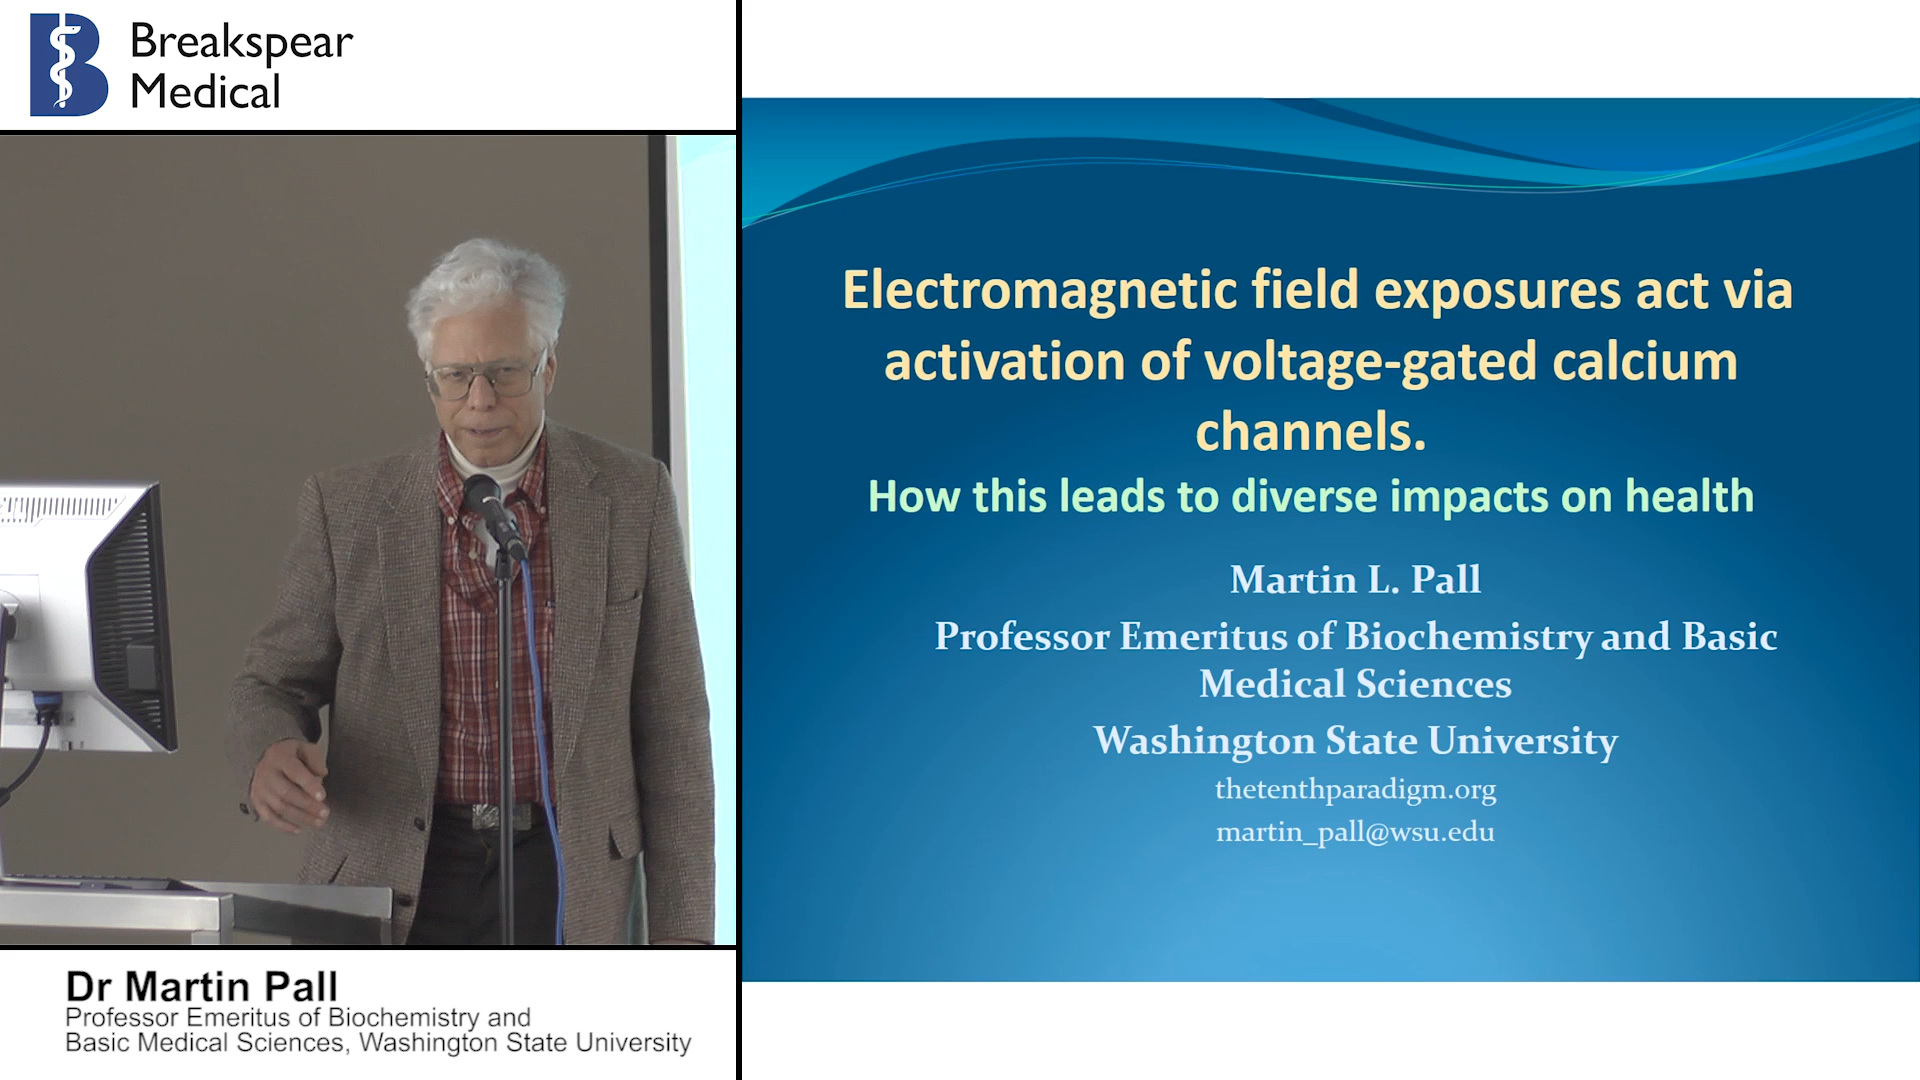 Breakspear
Medical
Dr Martin Pall
Professor Emeritus of Biochemistry and
Basic Medical Sciences, Washington State University
Electromagnetic field exposures act via
activation of voltage-gated calcium
channels.
How this leads to diverse impacts on health
Martin L. Pall
Professor Emeritus of Biochemistry and Basic
Medical Sciences
Washington State University
thetenthparadigm.org
martin_pall@wsu.edu